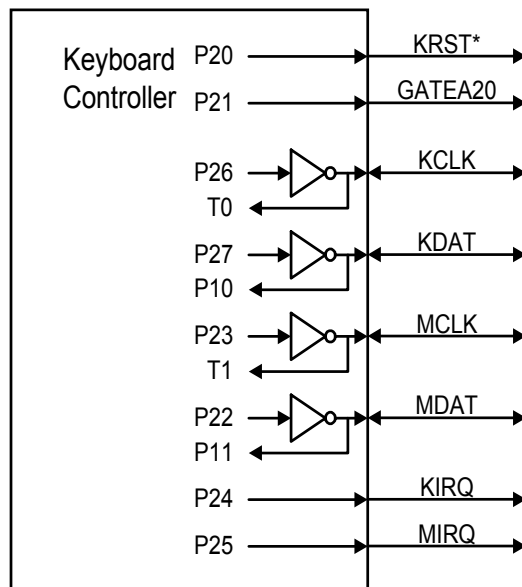 Keyboard
Controller
P20
KRST*
P21
GATEA20
P26
KCLK
T0
P27
KDAT
P10
P23
MCLK
T1
P22
MDAT
P11
P24
KIRQ
P25
MIRQ